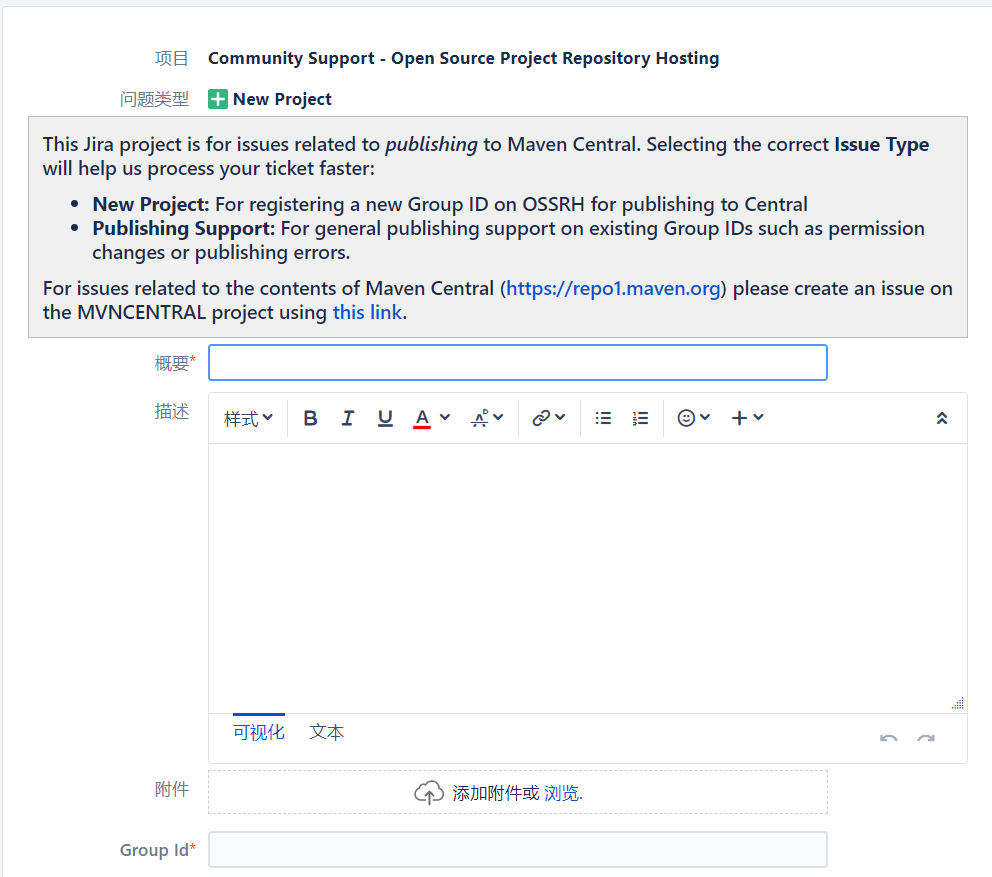 项目 Community Support - Open Source Project Repository Hosting
问题类型 New Project
This Jira project is for issues related to publishing to Maven Central. Selecting the correct Issue Type
will help us process your ticket faster:
• New Project: For registering a new Group ID on OSSRH for publishing to Central
• Publishing Support: For general publishing support on existing Group IDs such as permission
changes or publishing errors.
For issues related to the contents of Maven Central (https://repo1.maven.org) please create an issue on
the MVNCENTRAL project using this link.
概要*
描述
样式 B I U A
可视化 文本
附件 添加附件或 浏览.
Group Id*